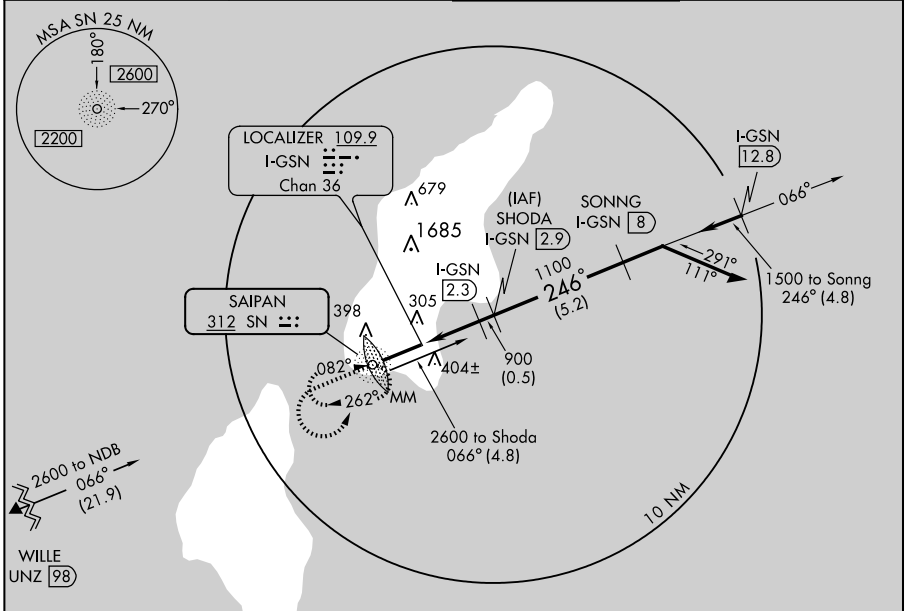 MSA SN 25 NM
180°
2600
270°
2200
LOCALIZER 109.9
I-GSN
Chan 36
679
1685
(IAF)
SHODA
I-GSN 2.9
SONNG
I-GSN 8
I-GSN
12.8
066°
291°
111°
1500 to Sonng
246° (4.8)
1100
246°
(5.2)
I-GSN
2.3
305
398
SAIPAN
312 SN
900
(0.5)
404±
082°
262°
MM
2600 to Shoda
066° (4.8)
2600 to NDB
066°
(21.9)
WILLE
UNZ 98
10 NM